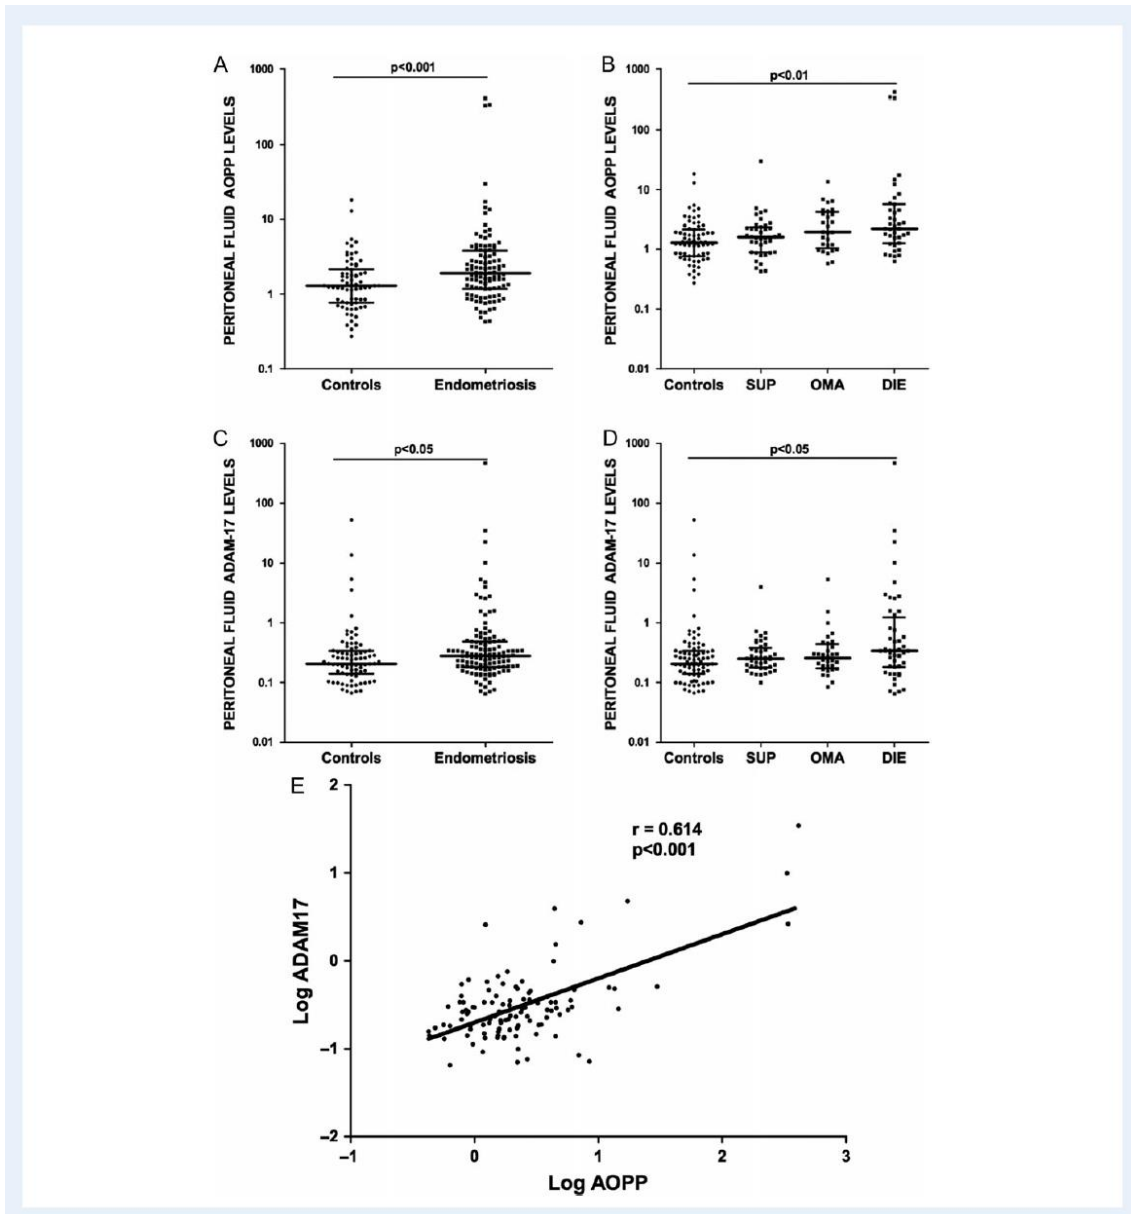 A
p<0.001
PERITONEAL FLUID AOPP LEVELS
1000
100
10
1
0.1
Controls Endometriosis
B
p<0.01
PERITONEAL FLUID AOPP LEVELS
1000
100
10
1
0.1
0.01
Controls SUP OMA DIE
C
p<0.05
PERITONEAL FLUID ADAM-17 LEVELS
1000
100
10
1
0.1
0.01
Controls Endometriosis
D
p<0.05
PERITONEAL FLUID ADAM-17 LEVELS
1000
100
10
1
0.1
0.01
Controls SUP OMA DIE
E
r = 0.614
p<0.001
Log ADAM17
2
1
0
–1
–2
–1 0 1 2 3
Log AOPP